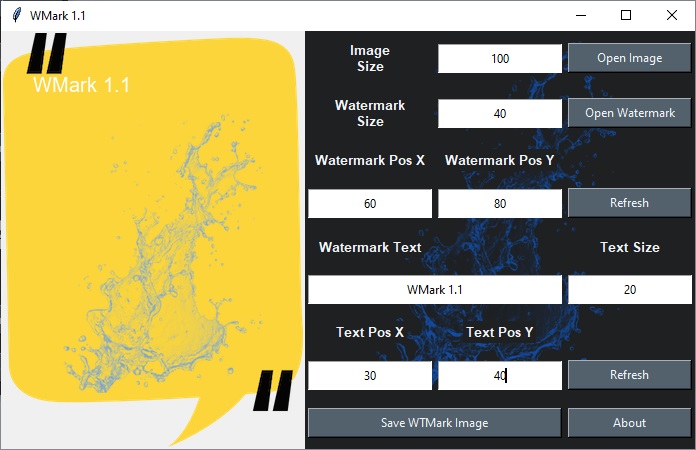 WMark 1.1
"
WMark 1.1
"
Image
Size
100
Open Image
Watermark
Size
40
Open Watermark
Watermark Pos X
Watermark Pos Y
60
80
Refresh
Watermark Text
Text Size
WMark 1.1
20
Text Pos X
Text Pos Y
30
40
Refresh
Save WTMark Image
About